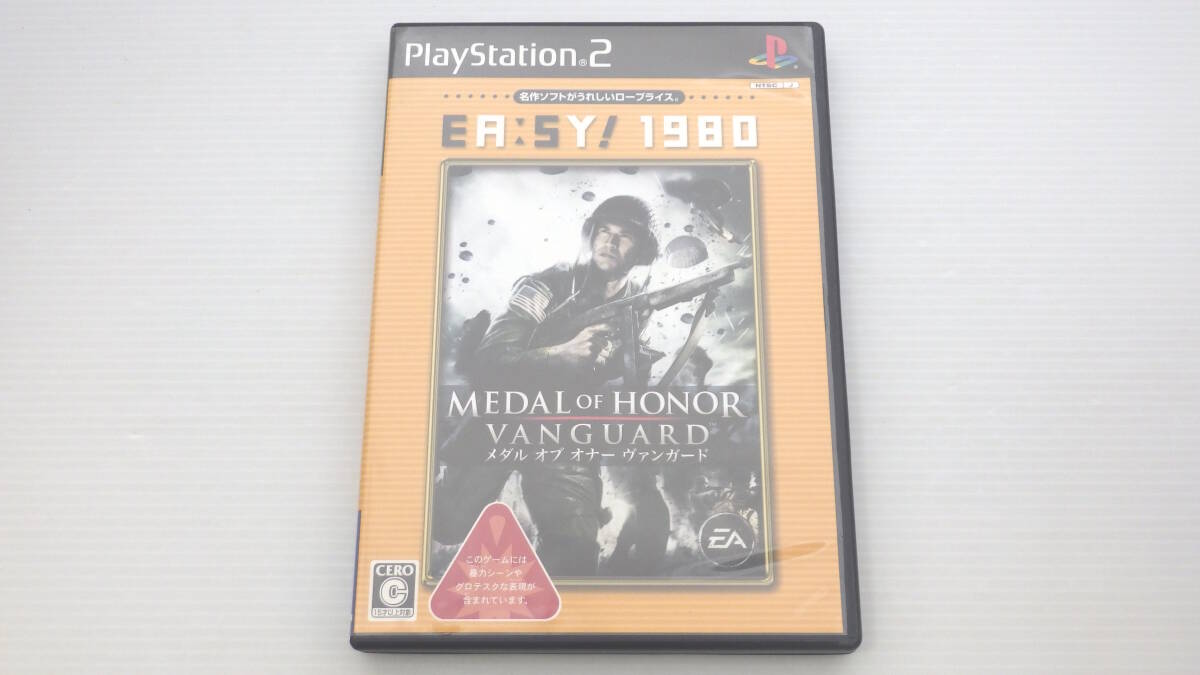 PlayStation®2
NTSC J
名作ソフトがうれしいロープライス。
EA:SY! 1980
MEDAL OF HONOR
VANGUARD™
メダル オブ オナー ヴァンガード
EA
このゲームには
暴力シーンや
グロテスクな表現が
含まれています。
CERO
C
15才以上対象